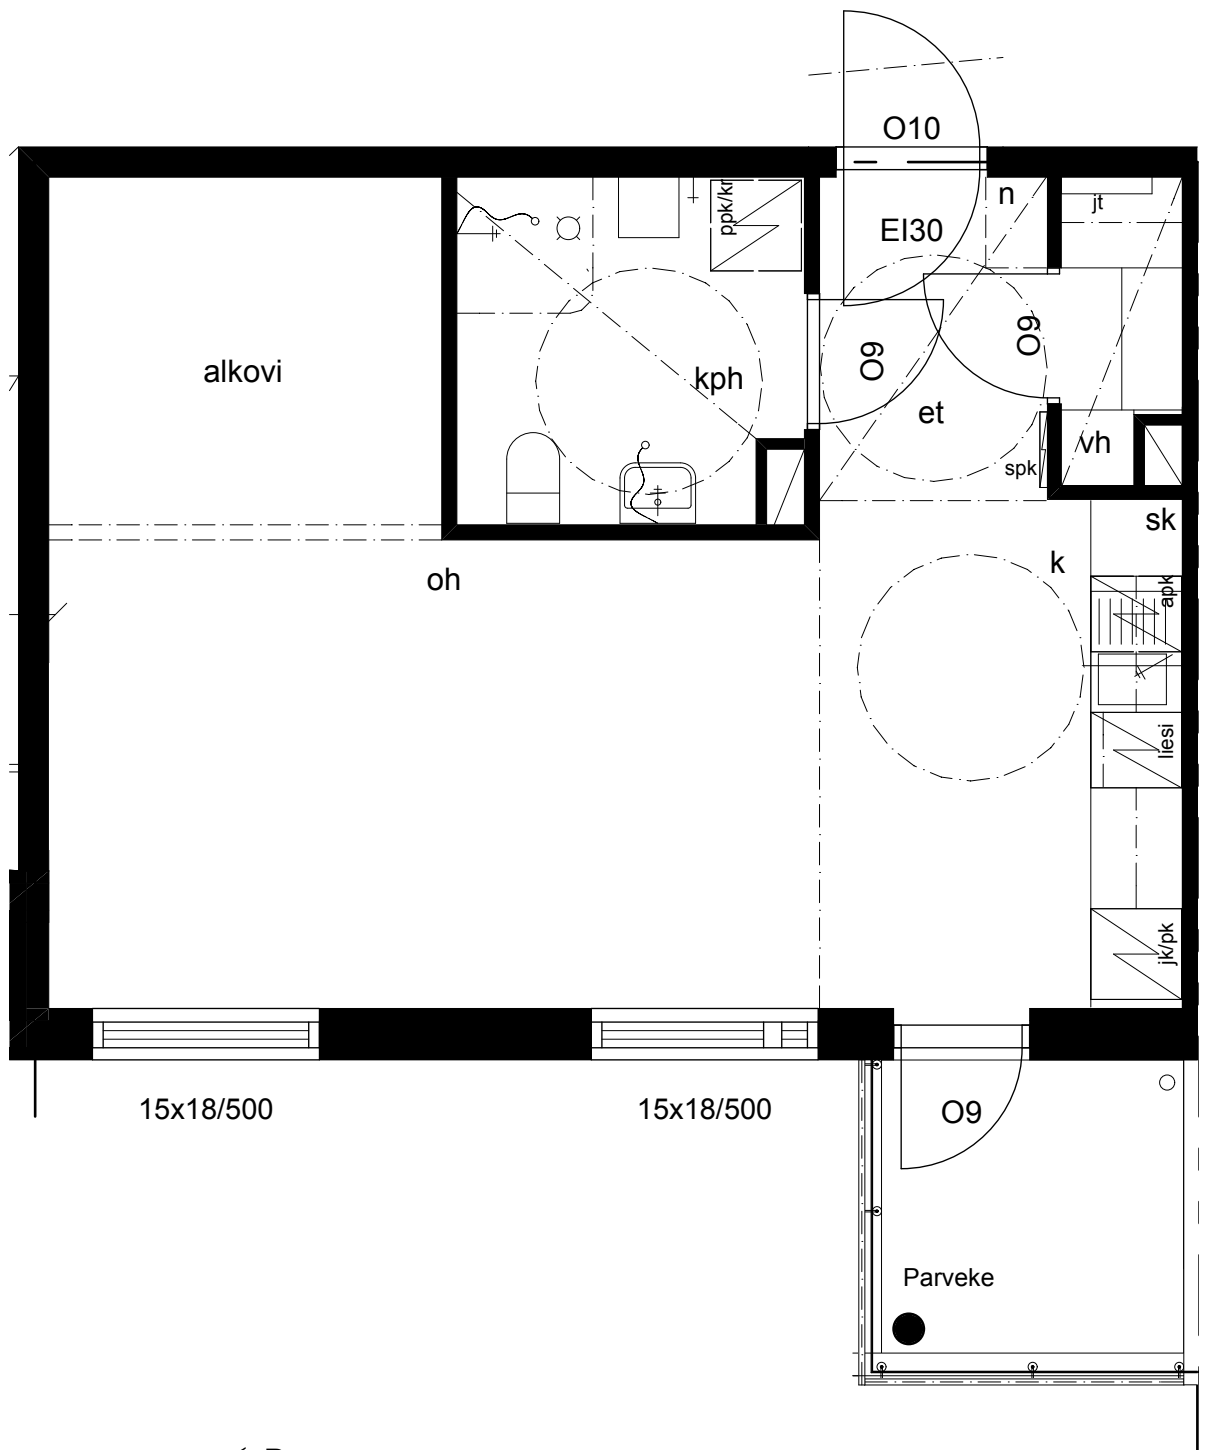 O10
n
jt
ppk/kr
EI30
O9
O9
alkovi
kph
et
vh
spk
sk
k
oh
apk
liesi
jk/pk
15x18/500
15x18/500
O9
Parveke